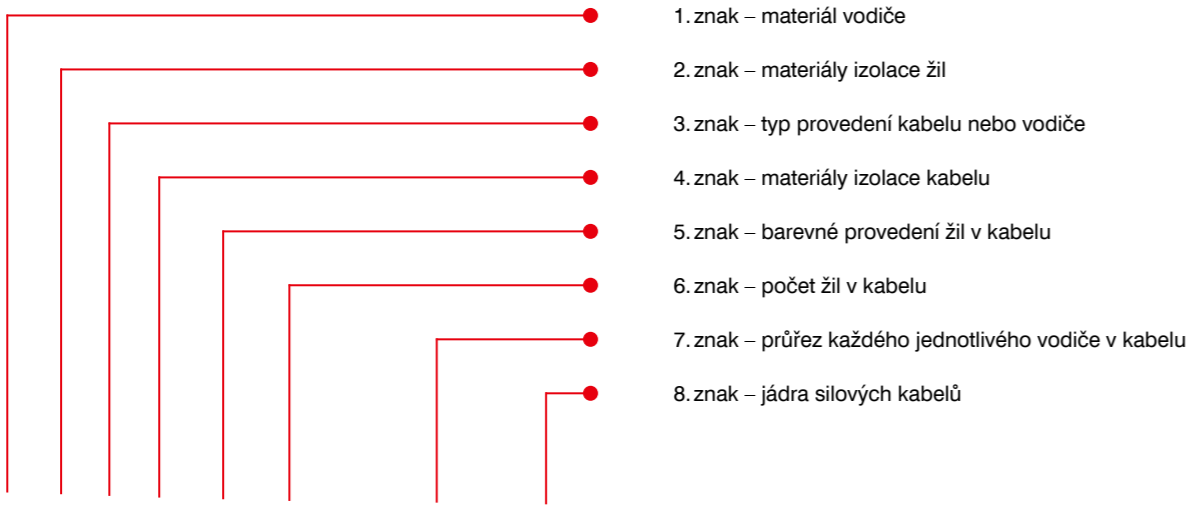 1. znak – materiál vodiče
2. znak – materiály izolace žil
3. znak – typ provedení kabelu nebo vodiče
4. znak – materiály izolace kabelu
5. znak – barevné provedení žil v kabelu
6. znak – počet žil v kabelu
7. znak – průřez každého jednotlivého vodiče v kabelu
8. znak – jádra silových kabelů